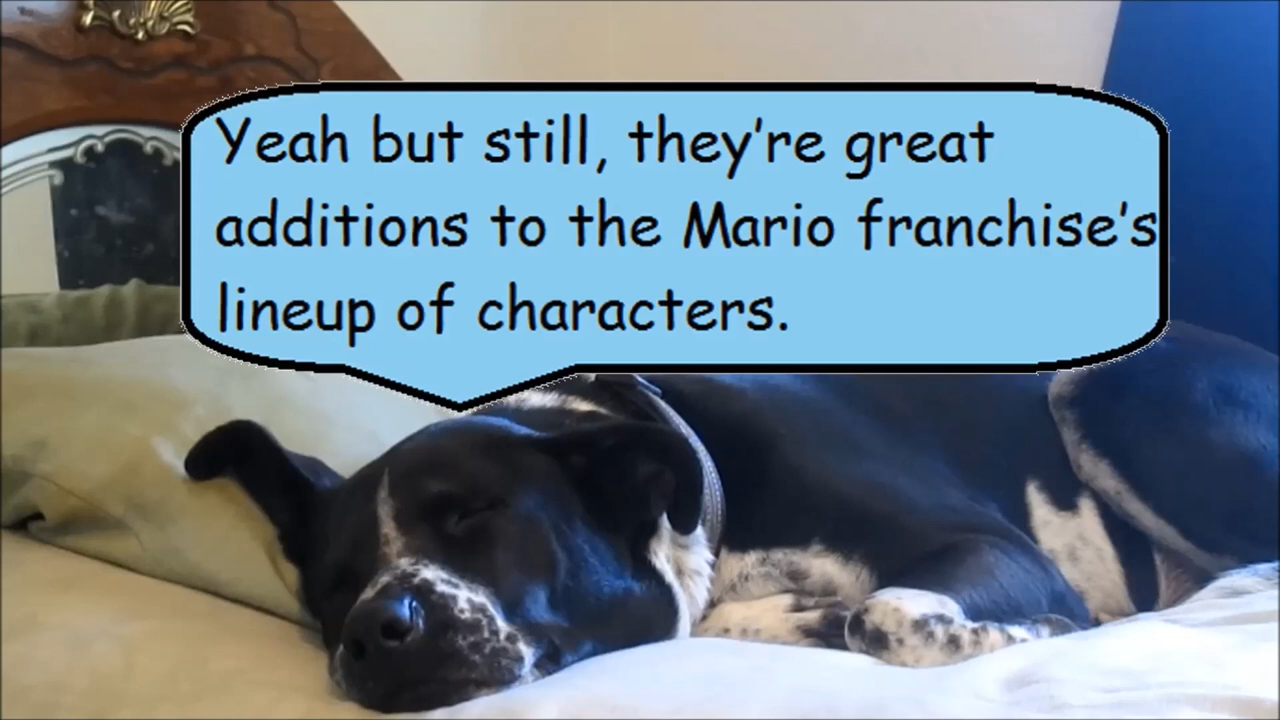 Yeah but still, they're great
additions to the Mario franchise's
lineup of characters.